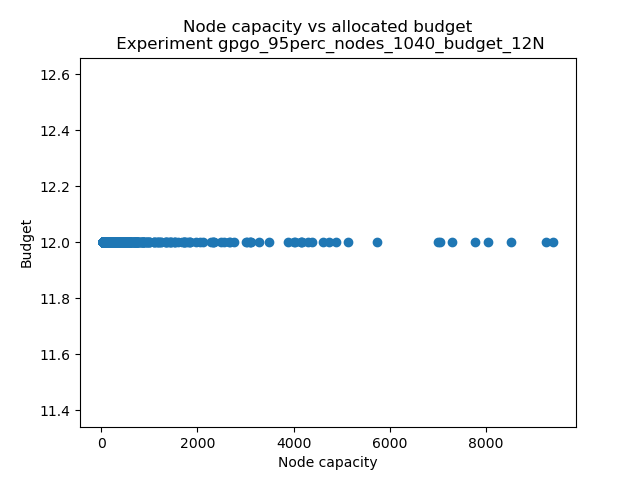 Node capacity vs allocated budget
Experiment gpgo_95perc_nodes_1040_budget_12N
12.6
12.4
12.2
12.0
11.8
11.6
11.4
Budget
0 2000 4000 6000 8000
Node capacity